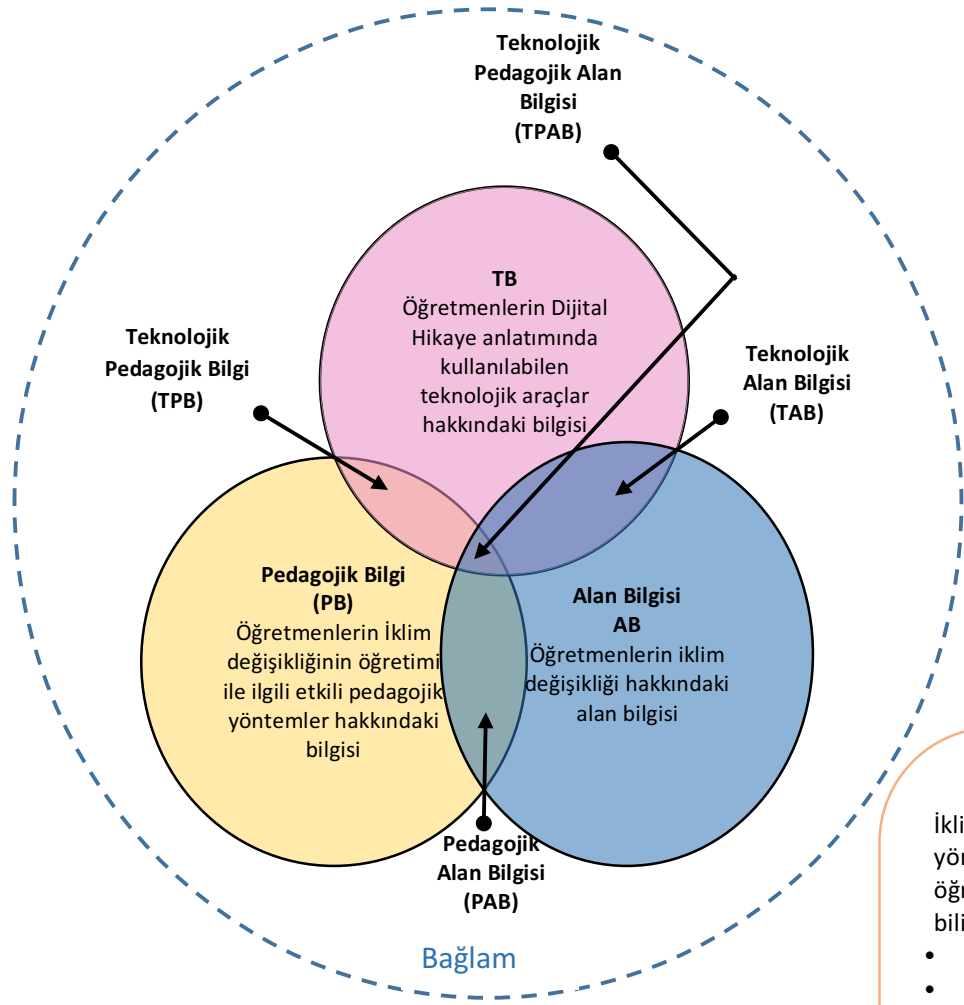 Teknolojik
Pedagojik Alan
Bilgisi
(TPAB)
TB
Öğretmenlerin Dijital
Hikaye anlatımında
kullanılabilen
teknolojik araçlar
hakkındaki bilgisi
Teknolojik
Pedagojik Bilgi
(TPB)
Teknolojik
Alan Bilgisi
(TAB)
Pedagojik Bilgi
(PB)
Öğretmenlerin İklim
değişikliğinin öğretimi
ile ilgili etkili pedagojik
yöntemler hakkındaki
bilgisi
Alan Bilgisi
AB
Öğretmenlerin iklim
değişikliği hakkındaki
alan bilgisi
Pedagojik
Alan Bilgisi
(PAB)
Bağlam